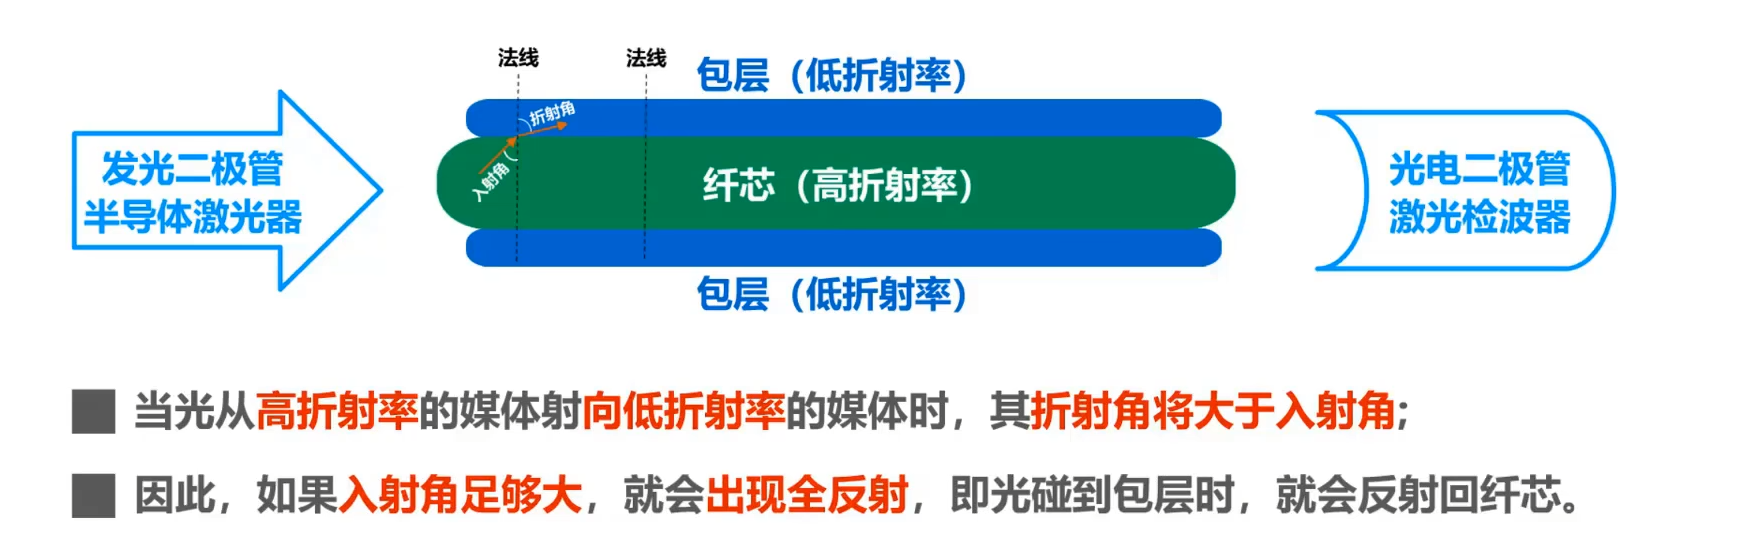 法线
法线
包层（低折射率）
折射角
入射角
发光二极管
半导体激光器
纤芯（高折射率）
光电二极管
激光检波器
包层（低折射率）
当光从高折射率的媒体射向低折射率的媒体时，其折射角将大于入射角;
因此，如果入射角足够大，就会出现全反射，即光碰到包层时，就会反射回纤芯。